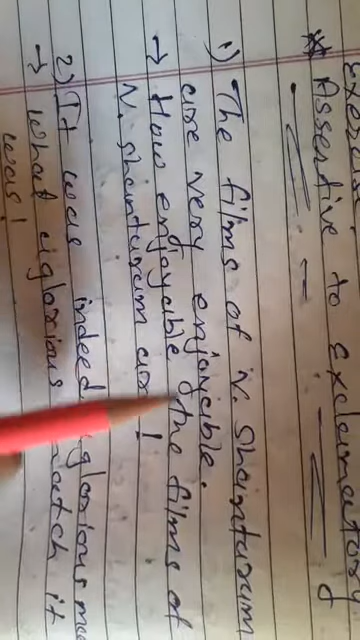 * Assertive to exclamatory
1) The films of V. Shantaram
are very enjoyable.
→ How enjoyable the films of
V. Shantaram are!
2) It was indeed glorious
→ What a glorious match it
was!